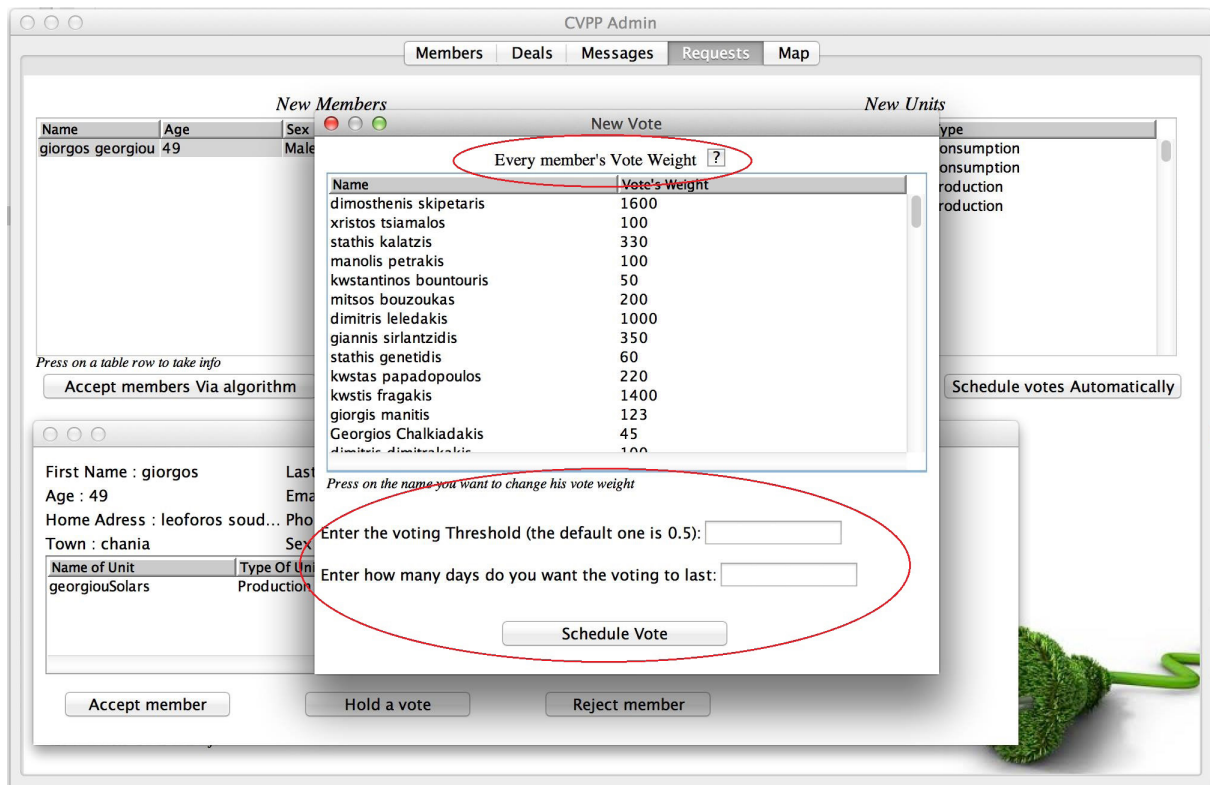 CVPP Admin
Members Deals Messages Requests Map
New Members
Name Age Sex
giorgos georgiou 49 Male
Press on a table row to take info
Accept members Via algorithm
New Units
ype
onsumption
onsumption
roduction
roduction
Schedule votes Automatically
New Vote
Every member's Vote Weight ?
Name Vote's Weight
dimosthenis skipetaris 1600
xristos tsiamalos 100
stathis kalatzis 330
manolis petrakis 100
kwstantinos bountouris 50
mitsos bouzoukas 200
dimitris leledakis 1000
giannis sirlantzidis 350
stathis genetidis 60
kwstas papadopoulos 220
kwstis fragakis 1400
giorgis manitis 123
Georgios Chalkiadakis 45
dimitris dimitrakakis 100
Press on the name you want to change his vote weight
Enter the voting Threshold (the default one is 0.5):
Enter how many days do you want the voting to last:
Schedule Vote
First Name : giorgos Last
Age : 49 Ema
Home Adress : leoforos soud... Pho
Town : chania Sex
Name of Unit Type Of Uni
georgiouSolars Production
Accept member Hold a vote Reject member